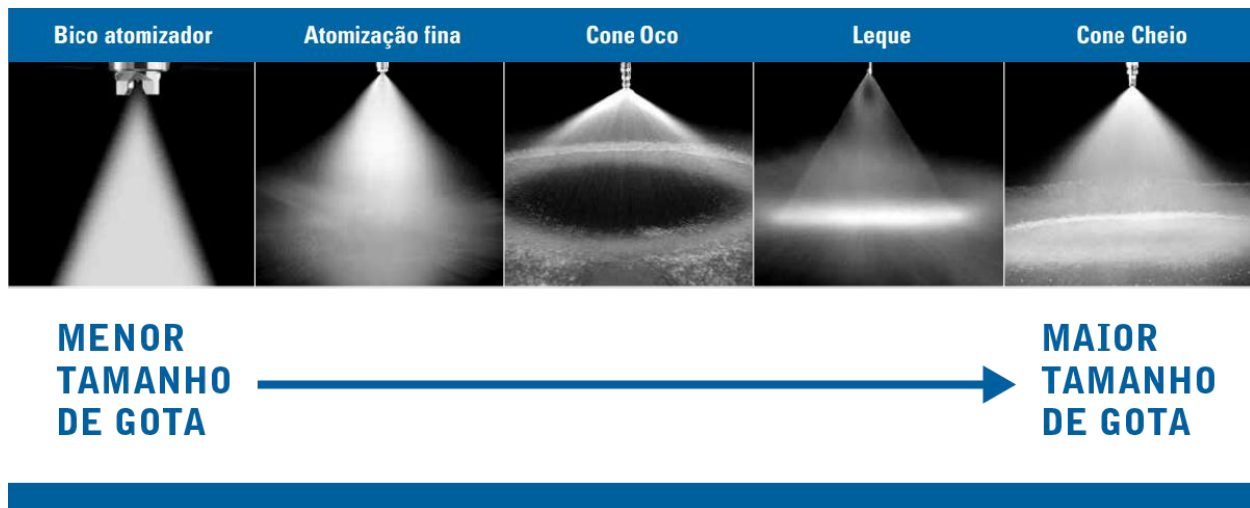 Bico atomizador
Atomização fina
Cone Oco
Leque
Cone Cheio
MENOR
TAMANHO
DE GOTA
MAIOR
TAMANHO
DE GOTA